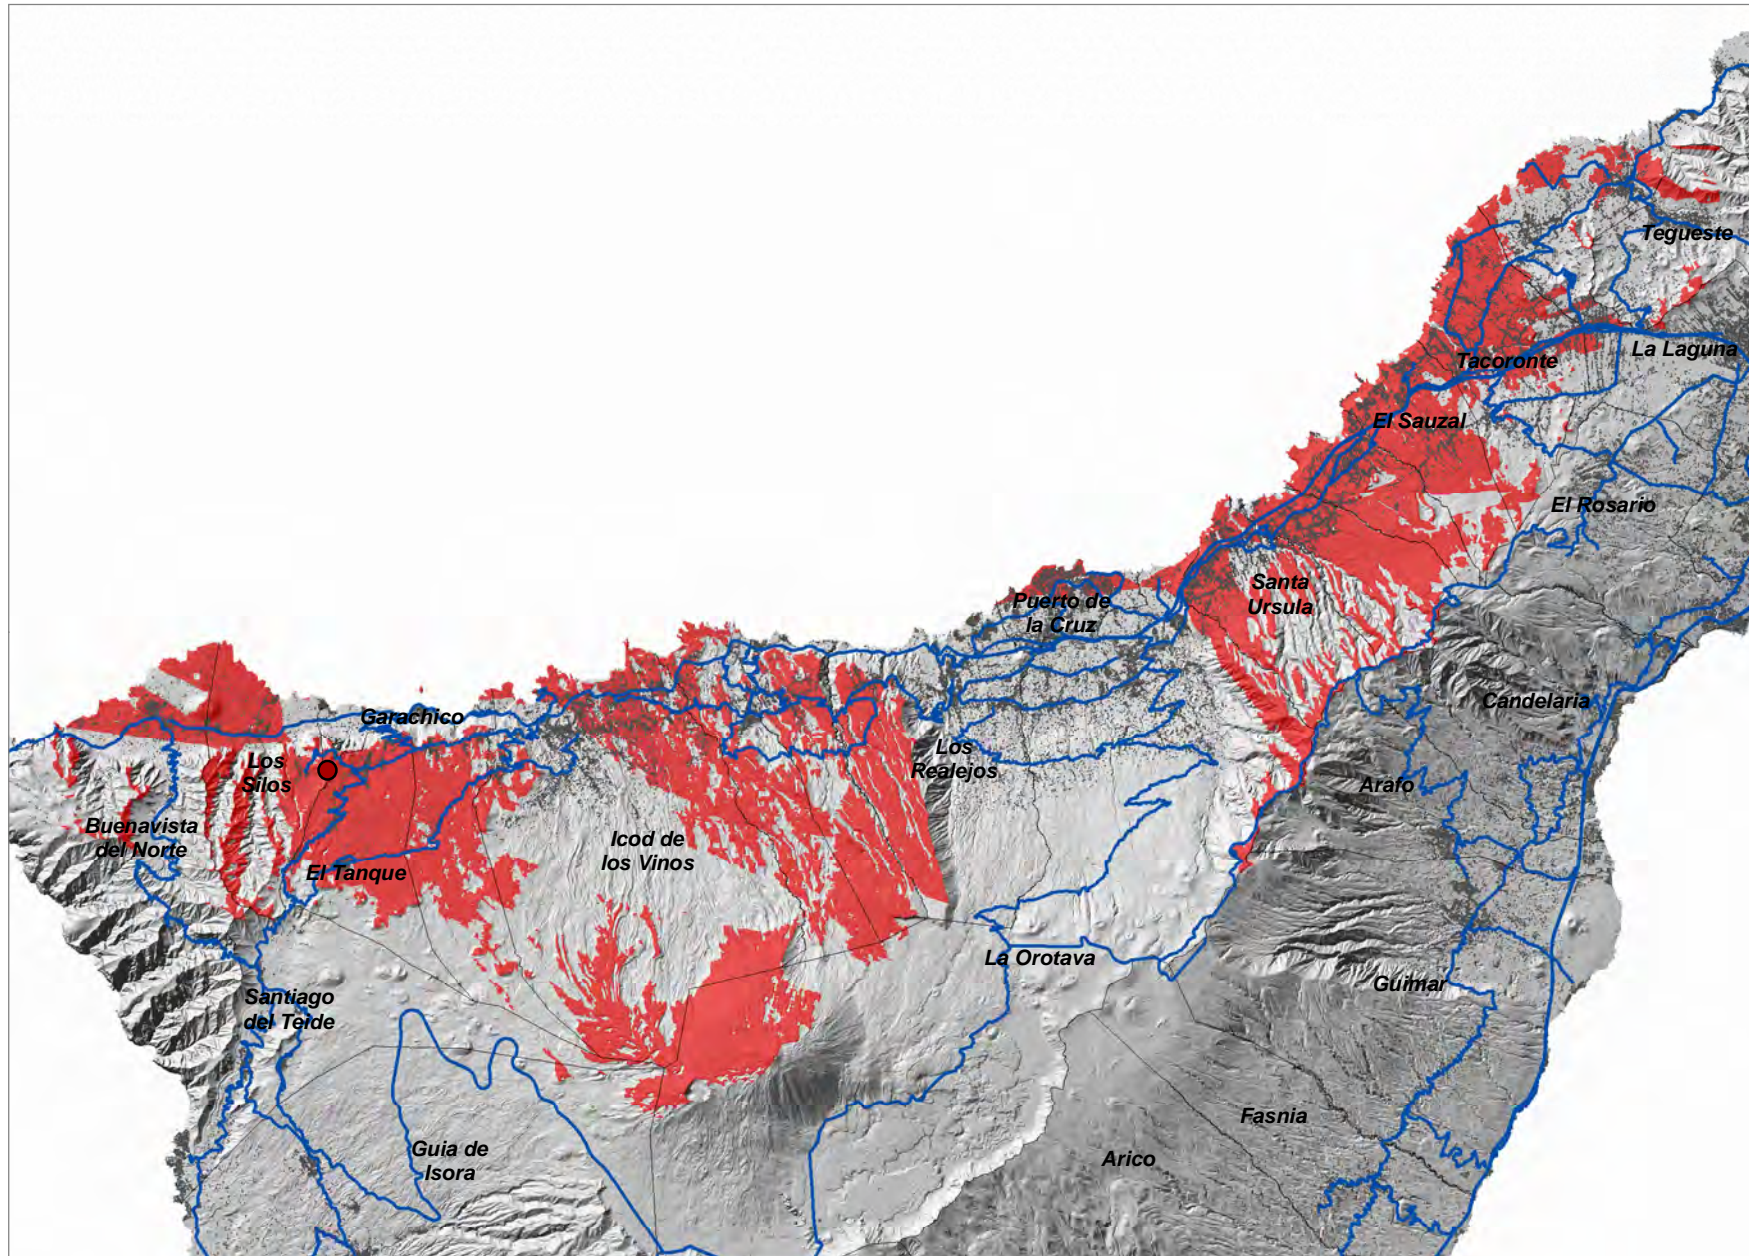 Tegueste
La Laguna
Tacoronte
El Sauzal
El Rosario
Santa
Ursula
Puerto de
la Cruz
Candelaria
Garachico
Los
Silos
Los
Realejos
Arafo
Buenavista
del Norte
Icod de
los Vinos
El Tanque
La Orotava
Guimar
Santiago
del Teide
Fasnia
Guia de
Isora
Arico